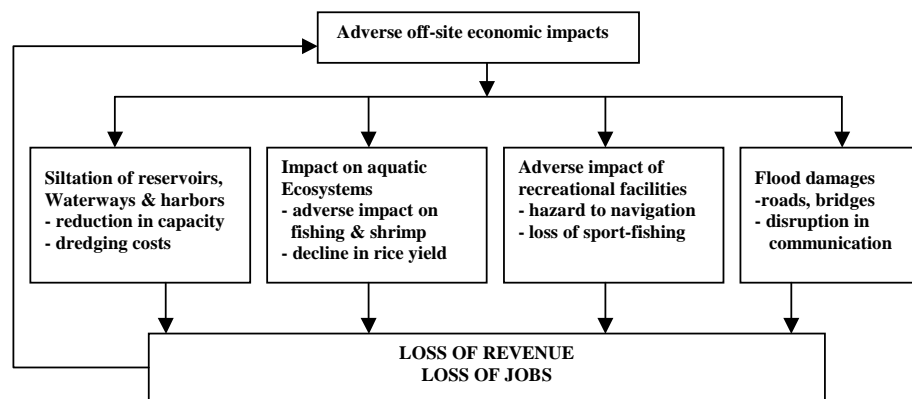 Adverse off-site economic impacts
Siltation of reservoirs,
Waterways & harbors
- reduction in capacity
- dredging costs
Impact on aquatic
Ecosystems
- adverse impact on
fishing & shrimp
- decline in rice yield
Adverse impact of
recreational facilities
- hazard to navigation
- loss of sport-fishing
Flood damages
-roads, bridges
- disruption in
communication
LOSS OF REVENUE
LOSS OF JOBS